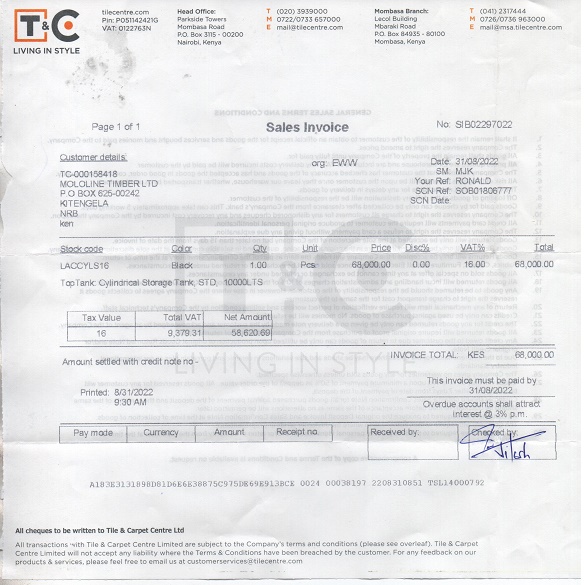 T&C
LIVING IN STYLE
tilecentre.com
Pin: P051142421G
VAT: 0122763N
Head Office:
Parkside Towers
Mombasa Road
P.O. Box 3115 - 00200
Nairobi, Kenya
T (020) 3939000
M 0722/0733 657000
E mail@tilecentre.com
Mombasa Branch:
Lecol Building
Mbaraki Road
P.O. Box 84935 - 80100
Mombasa, Kenya
T (041) 2317444
M 0726/0736 963000
E mail@msa.tilecentre.com
Page 1 of 1
Sales Invoice
No: SIB02297022
Customer details:
TC-000158418
MOLOLINE TIMBER LTD
P O BOX 625-00242
KITENGELA
NRB
ken
org: EWW
Date: 31/08/2022
SM: MJK
Your Ref: RONALD
SCN Ref: SOB01806777
SCN Date:
Stock code Color Qty Unit Price Disc% VAT% Total
LACCYLS16 Black 1.00 Pcs 68,000.00 0.00 16.00 68,000.00
TopTank: Cylindrical Storage Tank, STD, 10000LTS
Tax Value Total VAT Net Amount
16 9,379.31 58,620.69
T&C
LIVING IN STYLE
Amount settled with credit note no -
INVOICE TOTAL: KES 68,000.00
Printed: 8/31/2022
9:30 AM
This invoice must be paid by
31/08/2022
Overdue accounts shall attract
interest @ 3% p.m.
Pay mode Currency Amount Receipt no. Received by: Checked by:
A183E3131898D81D6E6E38875C975DE69E913BCE 0024 00038197 2208310851 TSL14000792
All cheques to be written to Tile & Carpet Centre Ltd
All transactions with Tile & Carpet Centre Limited are subject to the Company's terms and conditions (please see overleaf). Tile & Carpet
Centre Limited will not accept any liability where the Terms & Conditions have been breached by the customer. For any feedback on our
products & services, please feel free to email us at customerservices@tilecentre.com